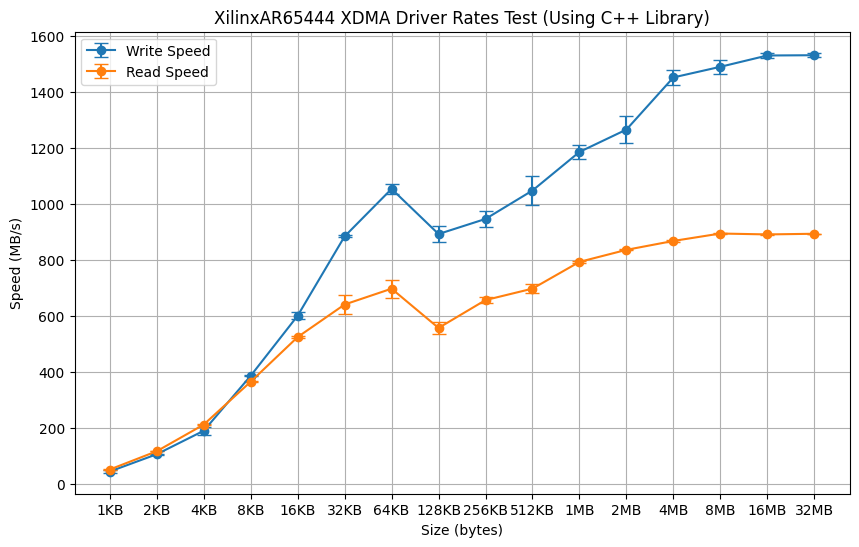 XilinxAR65444 XDMA Driver Rates Test (Using C++ Library)
Write Speed
Read Speed
Speed (MB/s)
1600
1400
1200
1000
800
600
400
200
0
1KB 2KB 4KB 8KB 16KB 32KB 64KB 128KB 256KB 512KB 1MB 2MB 4MB 8MB 16MB 32MB
Size (bytes)